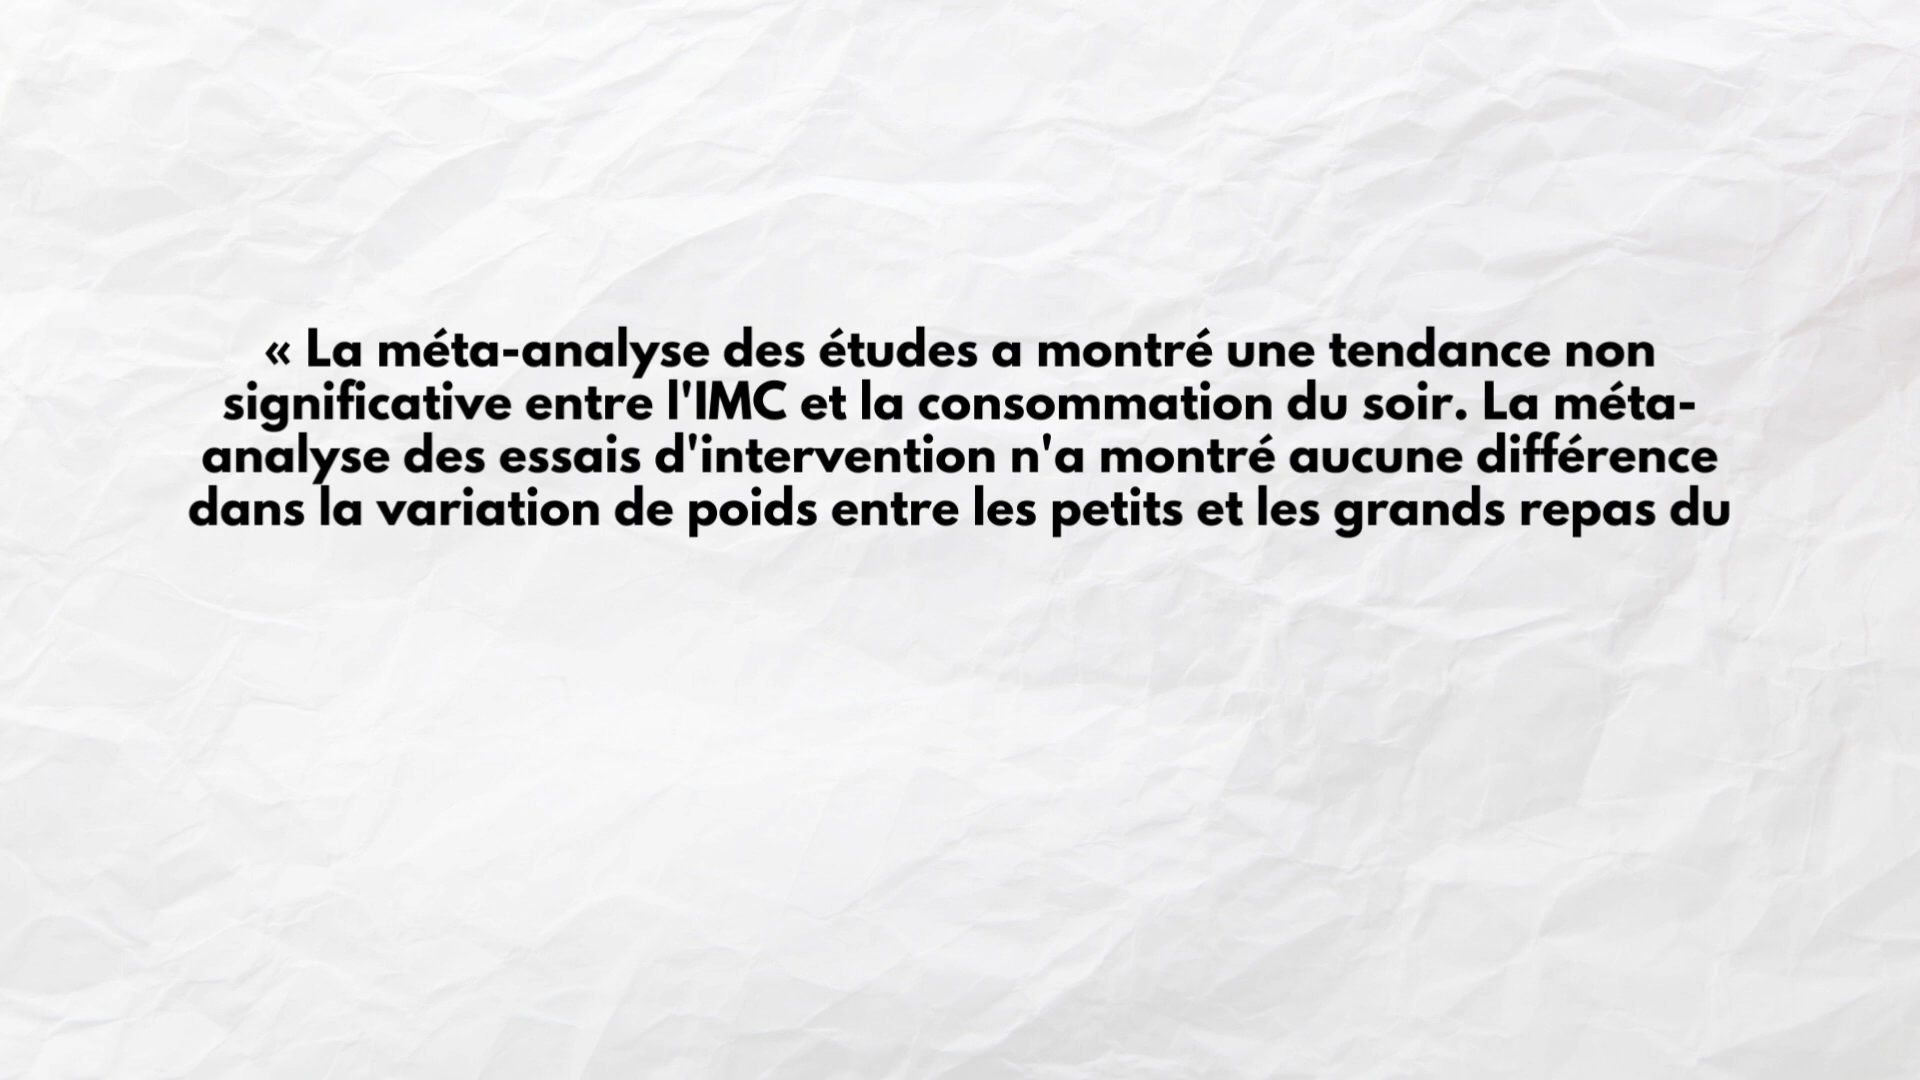 « La méta-analyse des études a montré une tendance non
significative entre l'IMC et la consommation du soir. La méta-
analyse des essais d'intervention n'a montré aucune différence
dans la variation de poids entre les petits et les grands repas du